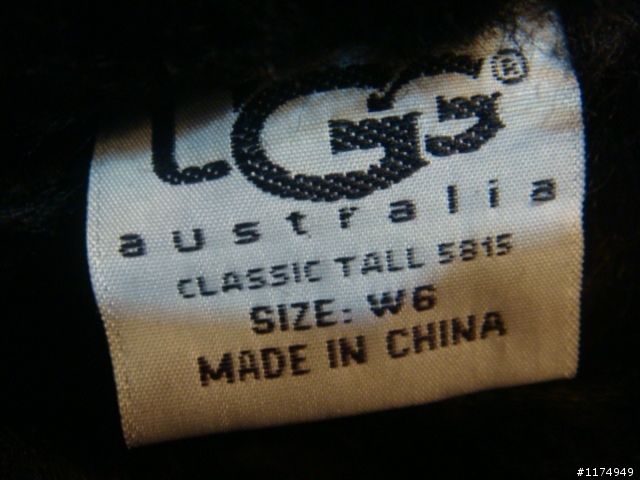 UGG®
australia
CLASSIC TALL 5815
SIZE: W6
MADE IN CHINA
#1174949